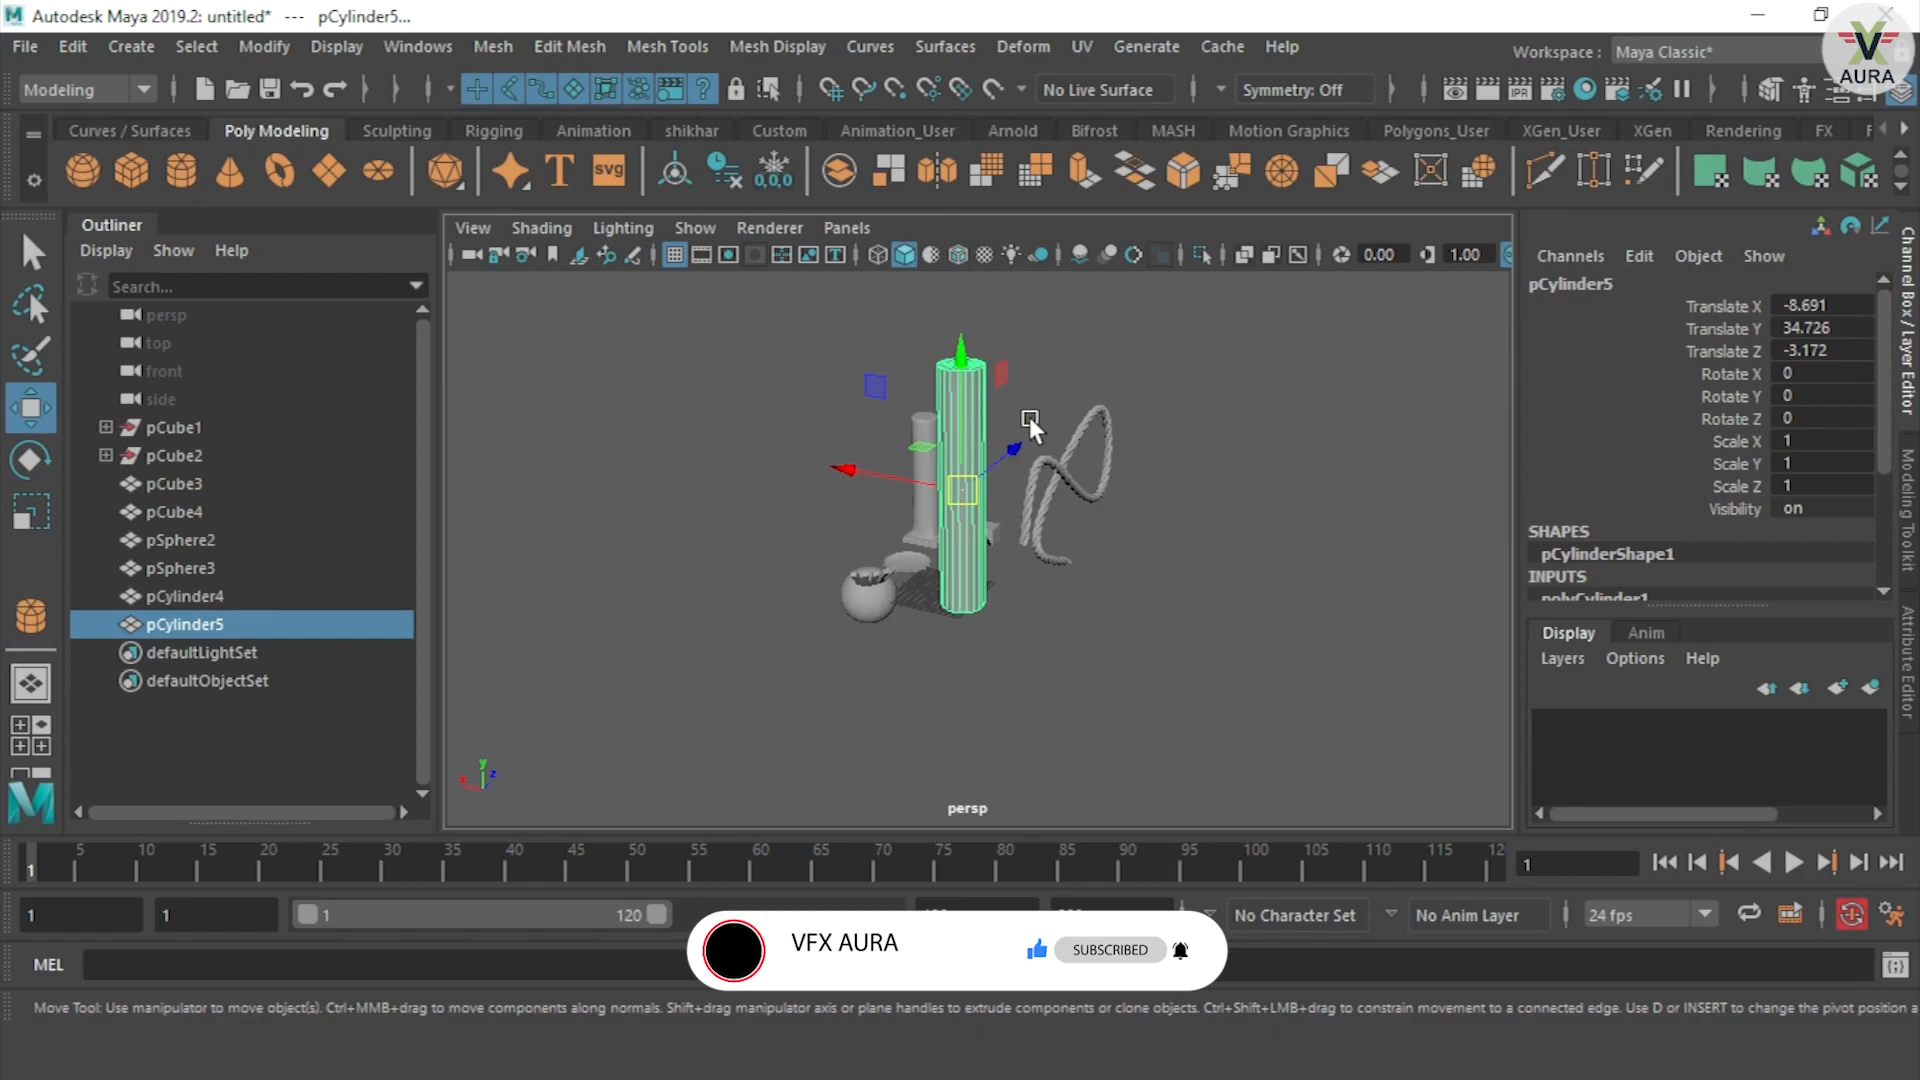 Autodesk Maya 2019.2: untitled* --- pCylinder5...
File Edit Create Select Modify Display Windows Mesh Edit Mesh Mesh Tools Mesh Display Curves Surfaces Deform UV Generate Cache Help
Workspace : Maya Classic*
AURA
Modeling
No Live Surface
Symmetry: Off
IPR
Curves / Surfaces Poly Modeling Sculpting Rigging Animation shikhar Custom Animation_User Arnold Bifrost MASH Motion Graphics Polygons_User XGen_User XGen Rendering FX
T SVG 0,0,0
Outliner
Display Show Help
Search...
persp
top
front
side
pCube1
pCube2
pCube3
pCube4
pSphere2
pSphere3
pCylinder4
pCylinder5
defaultLightSet
defaultObjectSet
View Shading Lighting Show Renderer Panels
0.00 1.00
y
x z
persp
Channels Edit Object Show
pCylinder5
Translate X -8.691
Translate Y 34.726
Translate Z -3.172
Rotate X 0
Rotate Y 0
Rotate Z 0
Scale X 1
Scale Y 1
Scale Z 1
Visibility on
SHAPES
pCylinderShape1
INPUTS
polyCylinder1
Display Anim
Layers Options Help
Channel Box / Layer Editor
Modeling Toolkit
Attribute Editor
1 5 10 15 20 25 30 35 40 45 50 55 60 65 70 75 80 85 90 95 100 105 110 115 12
1
1 1 1 120
No Character Set
No Anim Layer
24 fps
MEL
VFX AURA
SUBSCRIBED
Move Tool: Use manipulator to move object(s). Ctrl+MMB+drag to move components along normals. Shift+drag manipulator axis or plane handles to extrude components or clone objects. Ctrl+Shift+LMB+drag to constrain movement to a connected edge. Use D or INSERT to change the pivot position a